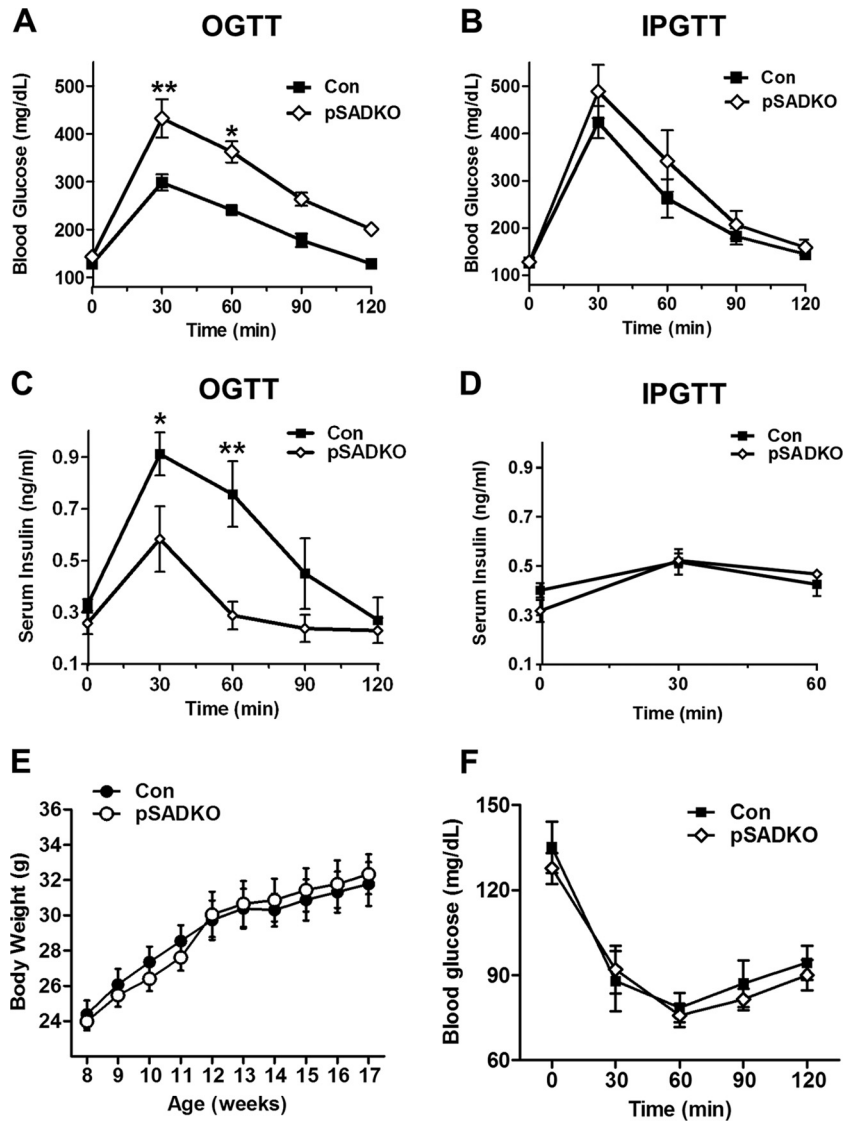 A
OGTT
Blood Glucose (mg/dL)
500
400
300
200
100
**
*
Con
pSADKO
0 30 60 90 120
Time (min)
B
IPGTT
Blood Glucose (mg/dL)
500
400
300
200
100
Con
pSADKO
0 30 60 90 120
Time (min)
C
OGTT
Serum Insulin (ng/ml)
0.9
0.7
0.5
0.3
0.1
*
**
Con
pSADKO
0 30 60 90 120
Time (min)
D
IPGTT
Serum Insulin (ng/ml)
0.9
0.7
0.5
0.3
0.1
Con
pSADKO
0 30 60
Time (min)
E
Body Weight (g)
36
34
32
30
28
26
24
Con
pSADKO
8 9 10 11 12 13 14 15 16 17
Age (weeks)
F
Blood glucose (mg/dL)
150
120
90
60
Con
pSADKO
0 30 60 90 120
Time (min)